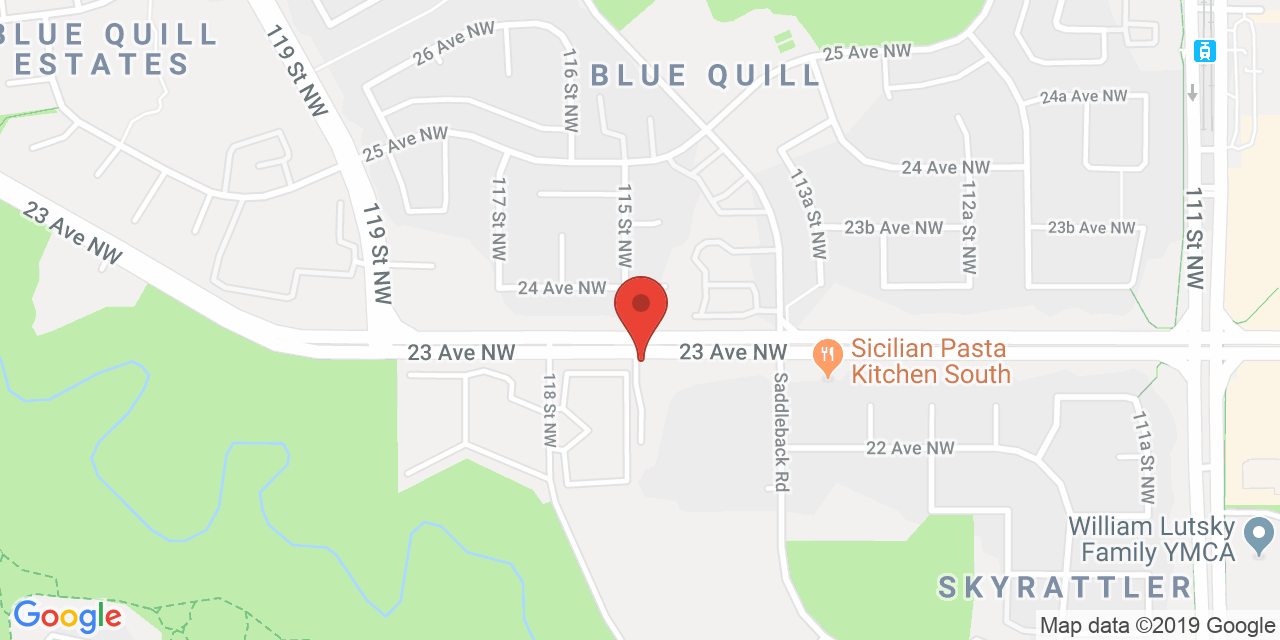 BLUE QUILL
ESTATES
119 St NW
26 Ave NW
116 St NW
BLUE QUILL
25 Ave NW
24a Ave NW
25 Ave NW
24 Ave NW
117 St NW
115 St NW
113a St NW
112a St NW
111 St NW
23 Ave NW
119 St NW
23b Ave NW
23b Ave NW
24 Ave NW
23 Ave NW
23 Ave NW
Sicilian Pasta
Kitchen South
118 St NW
Saddleback Rd
22 Ave NW
111a St NW
William Lutsky
Family YMCA
SKYRATTLER
Google
Map data ©2019 Google